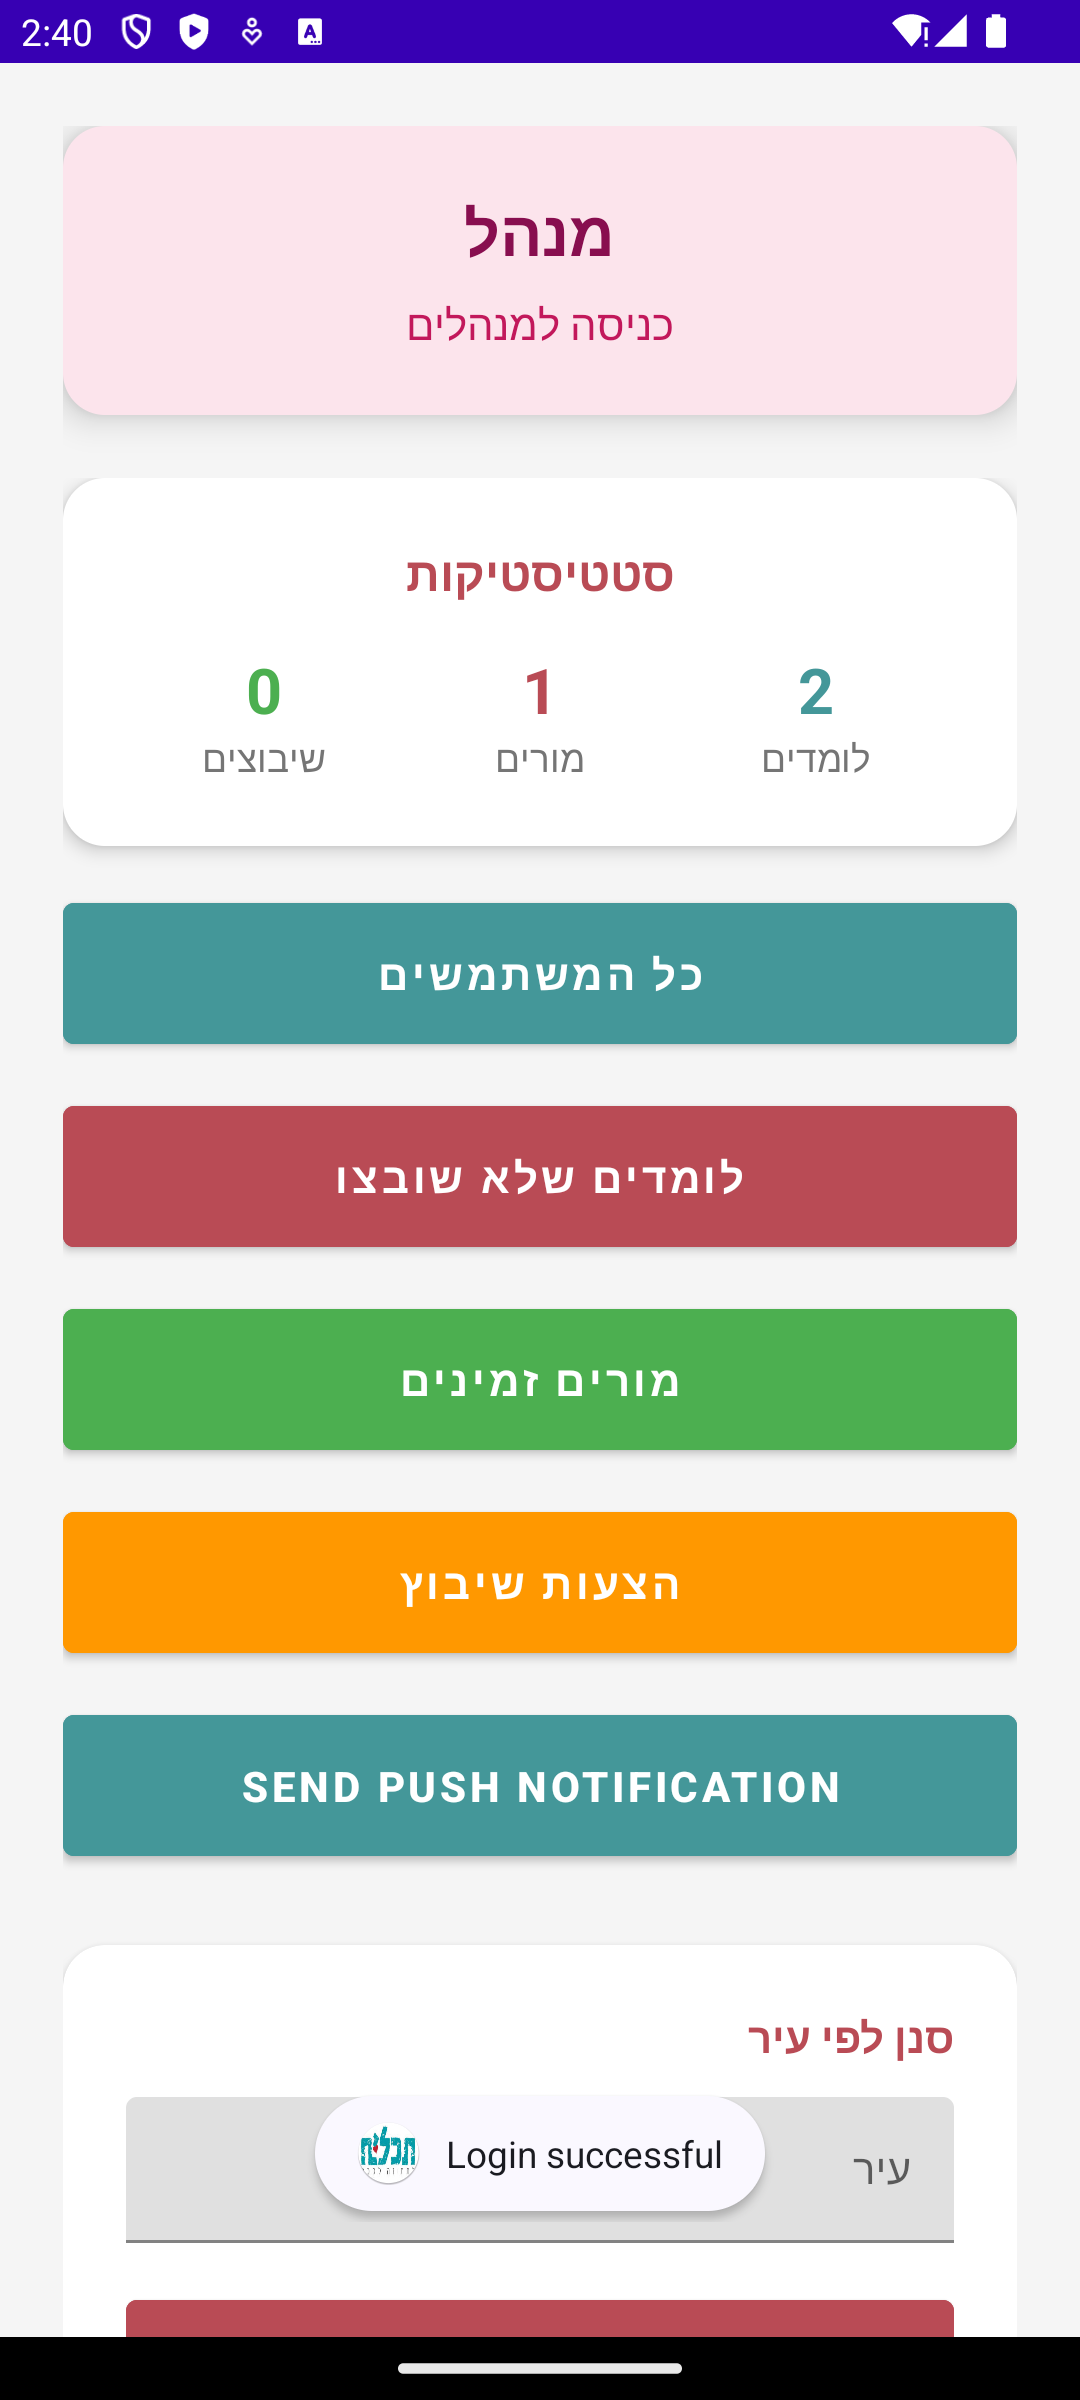 2:40
מנהל
כניסה למנהלים
סטטיסטיקות
2 1 0
לומדים מורים שיבוצים
כל המשתמשים
לומדים שלא שובצו
מורים זמינים
הצעות שיבוץ
SEND PUSH NOTIFICATION
סנן לפי עיר
עיר
Login successful